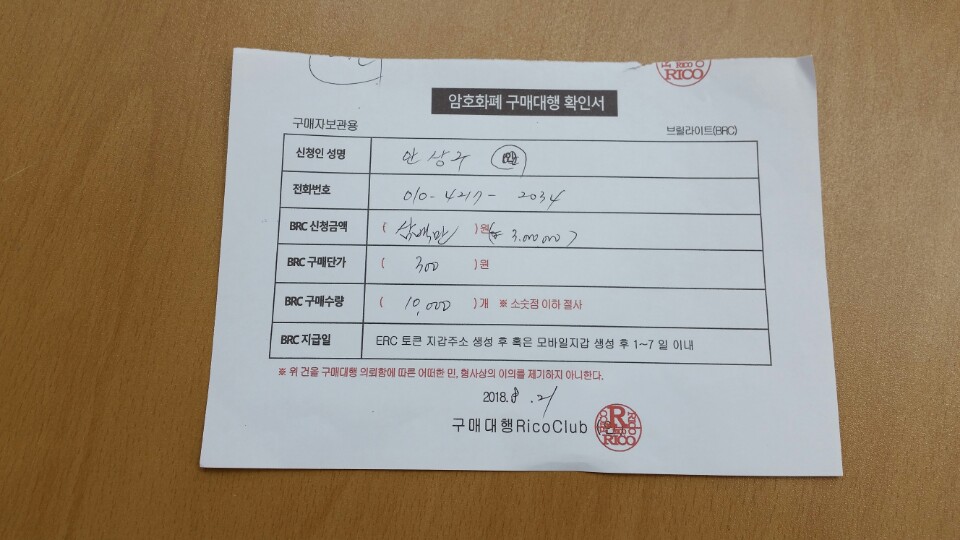 RICO
RICO
암호화폐 구매대행 확인서
구매자보관용
브릴라이트(BRC)
신청인 성명 안상구
전화번호 010-4217-2034
BRC 신청금액 ( 삼백만 )원 (₩ 3,000,000)
BRC 구매단가 ( 300 )원
BRC 구매수량 ( 10,000 )개 ※ 소숫점 이하 절사
BRC 지급일 ERC 토큰 지갑주소 생성 후 혹은 모바일지갑 생성 후 1~7 일 이내
※ 위 건을 구매대행 의뢰함에 따른 어떠한 민, 형사상의 이의를 제기하지 아니한다.
2018. 8. 21
구매대행RicoClub
R
RICO